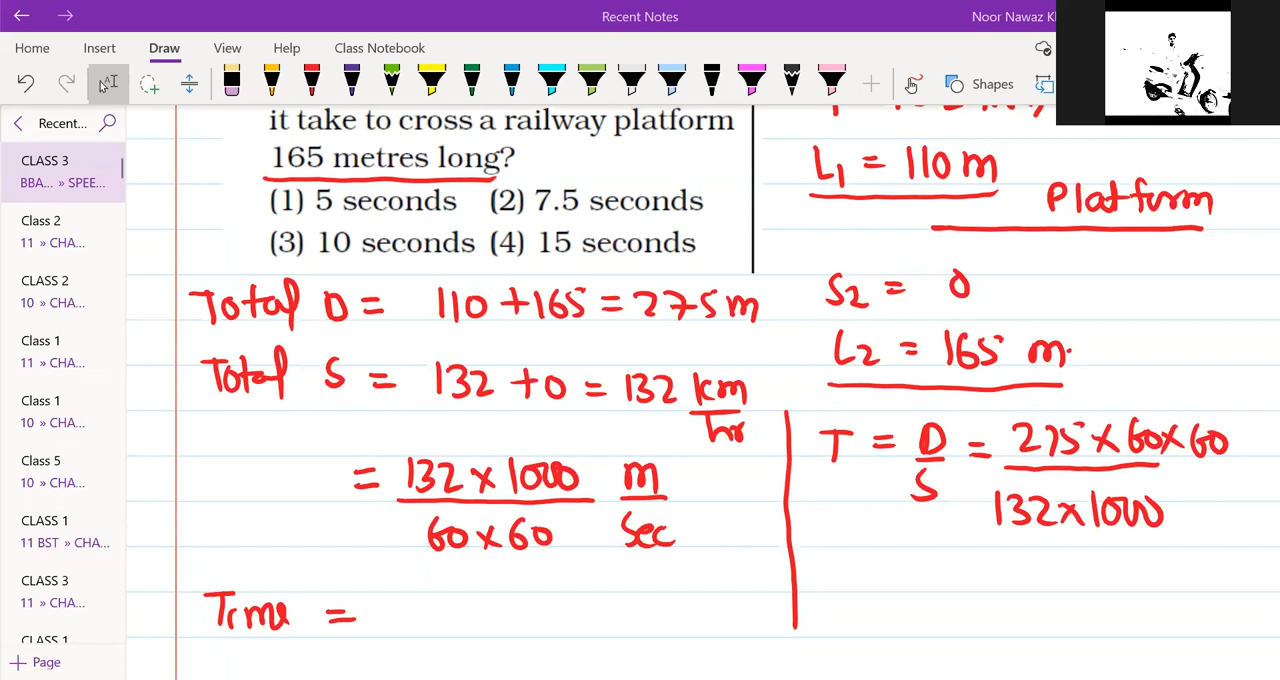 Recent Notes
Noor Nawaz Kh
Home Insert Draw View Help Class Notebook
Shapes
Recent...
CLASS 3
BBA... » SPEE...
Class 2
11 » CHA...
CLASS 2
10 » CHA...
Class 1
11 » CHA...
Class 1
10 » CHA...
Class 5
10 » CHA...
CLASS 1
11 BST » CHA...
CLASS 3
11 » CHA...
CLASS 1
Page
it take to cross a railway platform
165 metres long?
(1) 5 seconds (2) 7.5 seconds
(3) 10 seconds (4) 15 seconds
Total D = 110 + 165 = 275 m
Total S = 132 + 0 = 132 km/hr
= 132 × 1000 m
60 × 60 sec
Time =
L1 = 110 m
Platform
S2 = 0
L2 = 165 m.
T = D = 275 × 60 × 60
S 132 × 1000